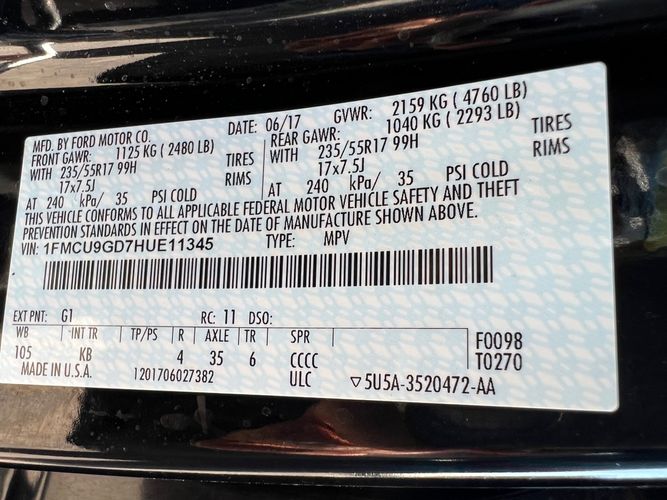 MFD. BY FORD MOTOR CO. DATE: 06/17 GVWR: 2159 KG ( 4760 LB)
FRONT GAWR: 1125 KG ( 2480 LB) REAR GAWR: 1040 KG ( 2293 LB)
WITH 235/55R17 99H TIRES WITH 235/55R17 99H TIRES
17x7.5J RIMS 17x7.5J RIMS
AT 240 kPa/ 35 PSI COLD AT 240 kPa/ 35 PSI COLD
THIS VEHICLE CONFORMS TO ALL APPLICABLE FEDERAL MOTOR VEHICLE SAFETY AND THEFT
PREVENTION STANDARDS IN EFFECT ON THE DATE OF MANUFACTURE SHOWN ABOVE.
VIN: 1FMCU9GD7HUE11345 TYPE: MPV
EXT PNT: G1 RC: 11 DSO:
WB INT TR TP/PS R AXLE TR SPR F0098
105 KB 4 35 6 CCCC T0270
MADE IN U.S.A. 1201706027382 ULC ▽5U5A-3520472-AA